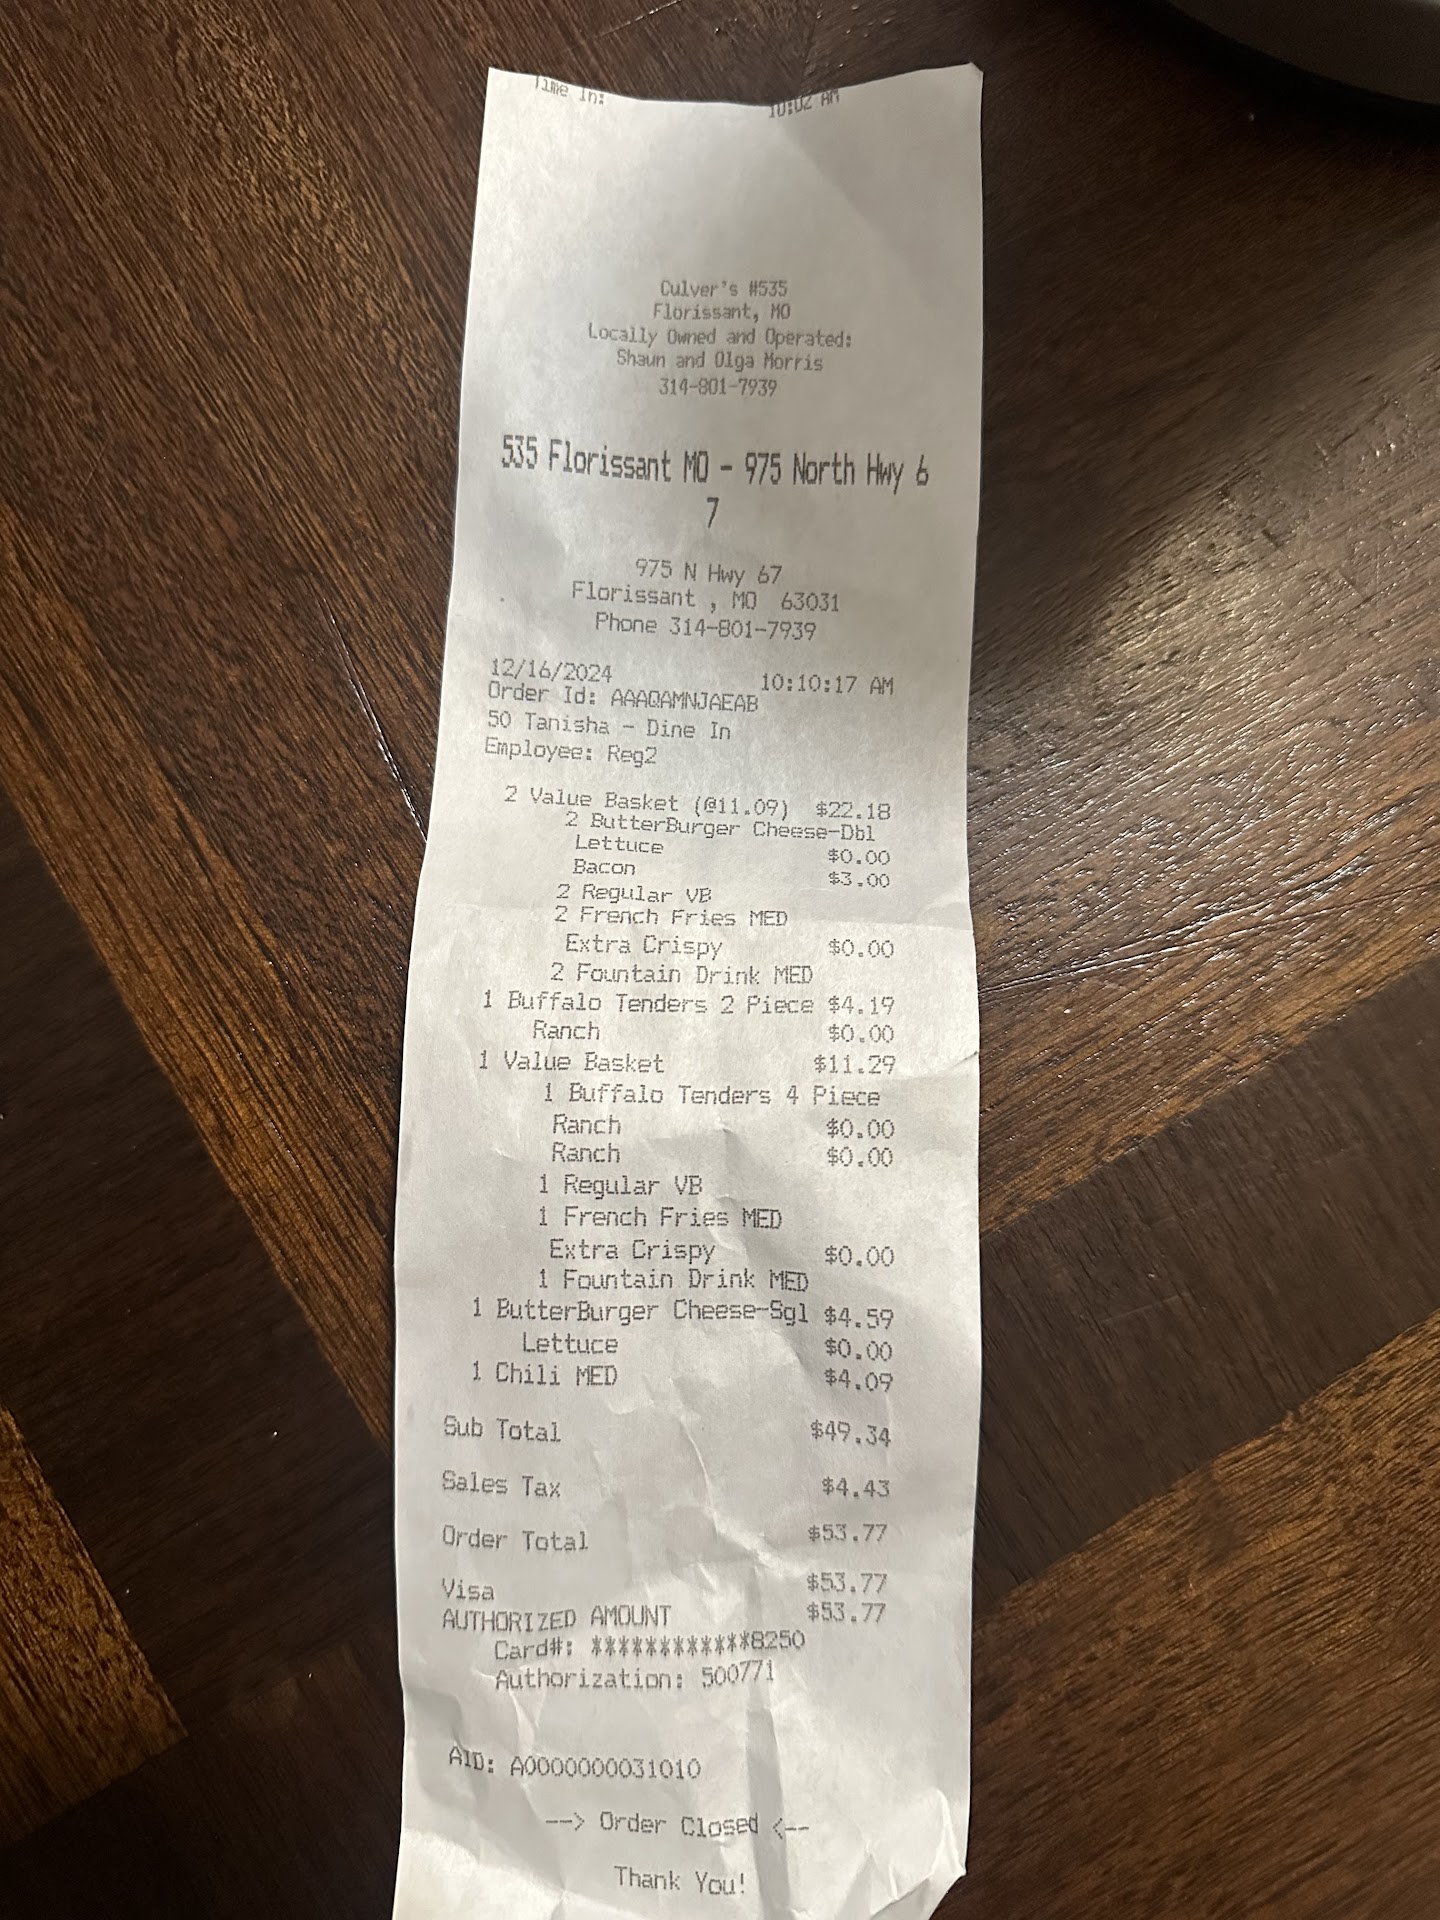 Time In: 10:02 AM
Culver's #535
Florissant, MO
Locally Owned and Operated:
Shaun and Olga Morris
314-801-7939
535 Florissant MO - 975 North Hwy 6
7
975 N Hwy 67
Florissant , MO 63031
Phone 314-801-7939
12/16/2024 10:10:17 AM
Order Id: AAAQAMNJAEAB
50 Tanisha - Dine In
Employee: Reg2
2 Value Basket (@11.09) $22.18
2 ButterBurger Cheese-Dbl
Lettuce $0.00
Bacon $3.00
2 Regular VB
2 French Fries MED
Extra Crispy $0.00
2 Fountain Drink MED
1 Buffalo Tenders 2 Piece $4.19
Ranch $0.00
1 Value Basket $11.29
1 Buffalo Tenders 4 Piece
Ranch $0.00
Ranch $0.00
1 Regular VB
1 French Fries MED
Extra Crispy $0.00
1 Fountain Drink MED
1 ButterBurger Cheese-Sgl $4.59
Lettuce $0.00
1 Chili MED $4.09
Sub Total $49.34
Sales Tax $4.43
Order Total $53.77
Visa $53.77
AUTHORIZED AMOUNT $53.77
Card#: ************8250
Authorization: 500771
AID: A0000000031010
--> Order Closed <--
Thank You!